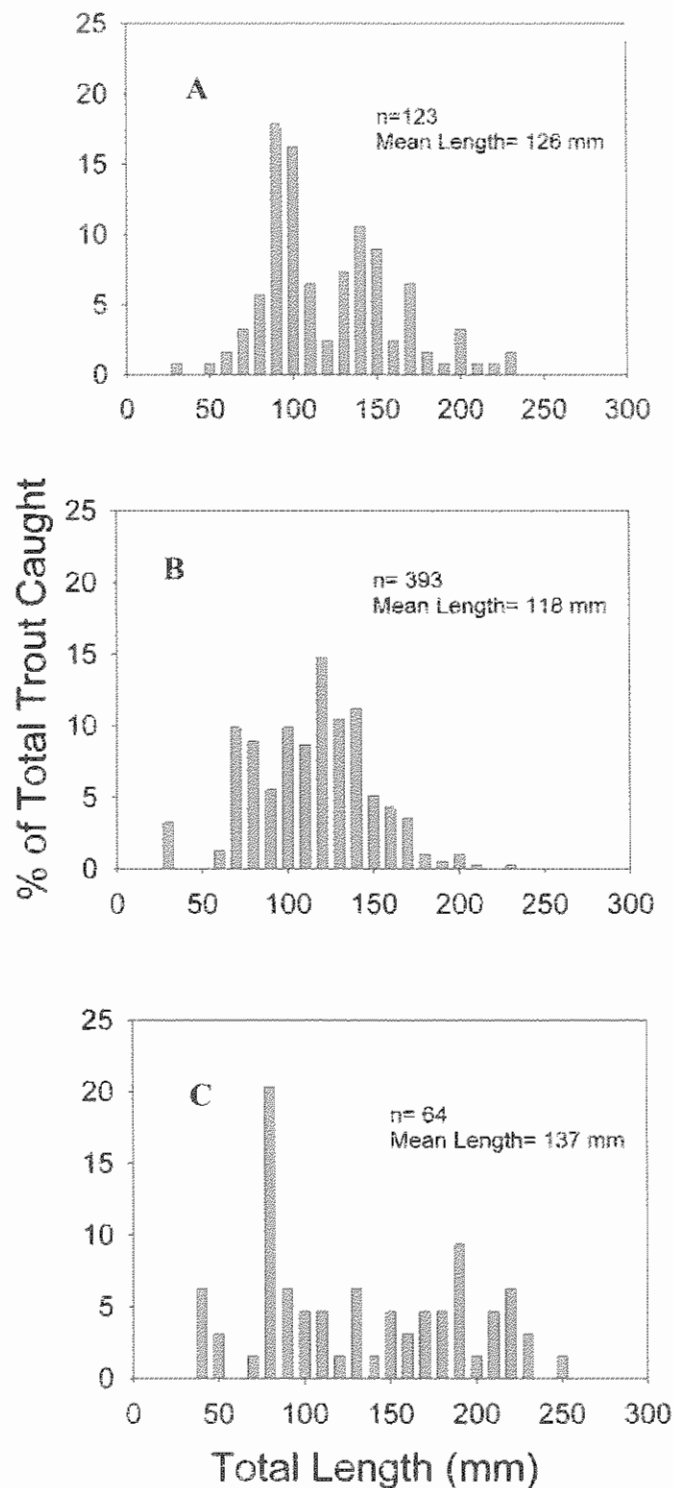 25
20
15
10
5
0
A
n=123
Mean Length= 126 mm
0 50 100 150 200 250 300
% of Total Trout Caught
25
20
15
10
5
0
B
n= 393
Mean Length= 118 mm
0 50 100 150 200 250 300
25
20
15
10
5
0
C
n= 64
Mean Length= 137 mm
0 50 100 150 200 250 300
Total Length (mm)